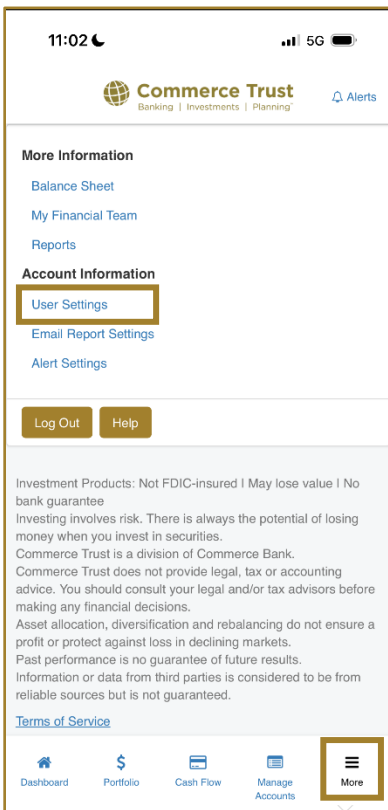 11:02
5G
Commerce Trust
Banking | Investments | Planning
Alerts
More Information
Balance Sheet
My Financial Team
Reports
Account Information
User Settings
Email Report Settings
Alert Settings
Log Out
Help
Investment Products: Not FDIC-insured I May lose value I No
bank guarantee
Investing involves risk. There is always the potential of losing
money when you invest in securities.
Commerce Trust is a division of Commerce Bank.
Commerce Trust does not provide legal, tax or accounting
advice. You should consult your legal and/or tax advisors before
making any financial decisions.
Asset allocation, diversification and rebalancing do not ensure a
profit or protect against loss in declining markets.
Past performance is no guarantee of future results.
Information or data from third parties is considered to be from
reliable sources but is not guaranteed.
Terms of Service
Dashboard
Portfolio
Cash Flow
Manage
Accounts
More